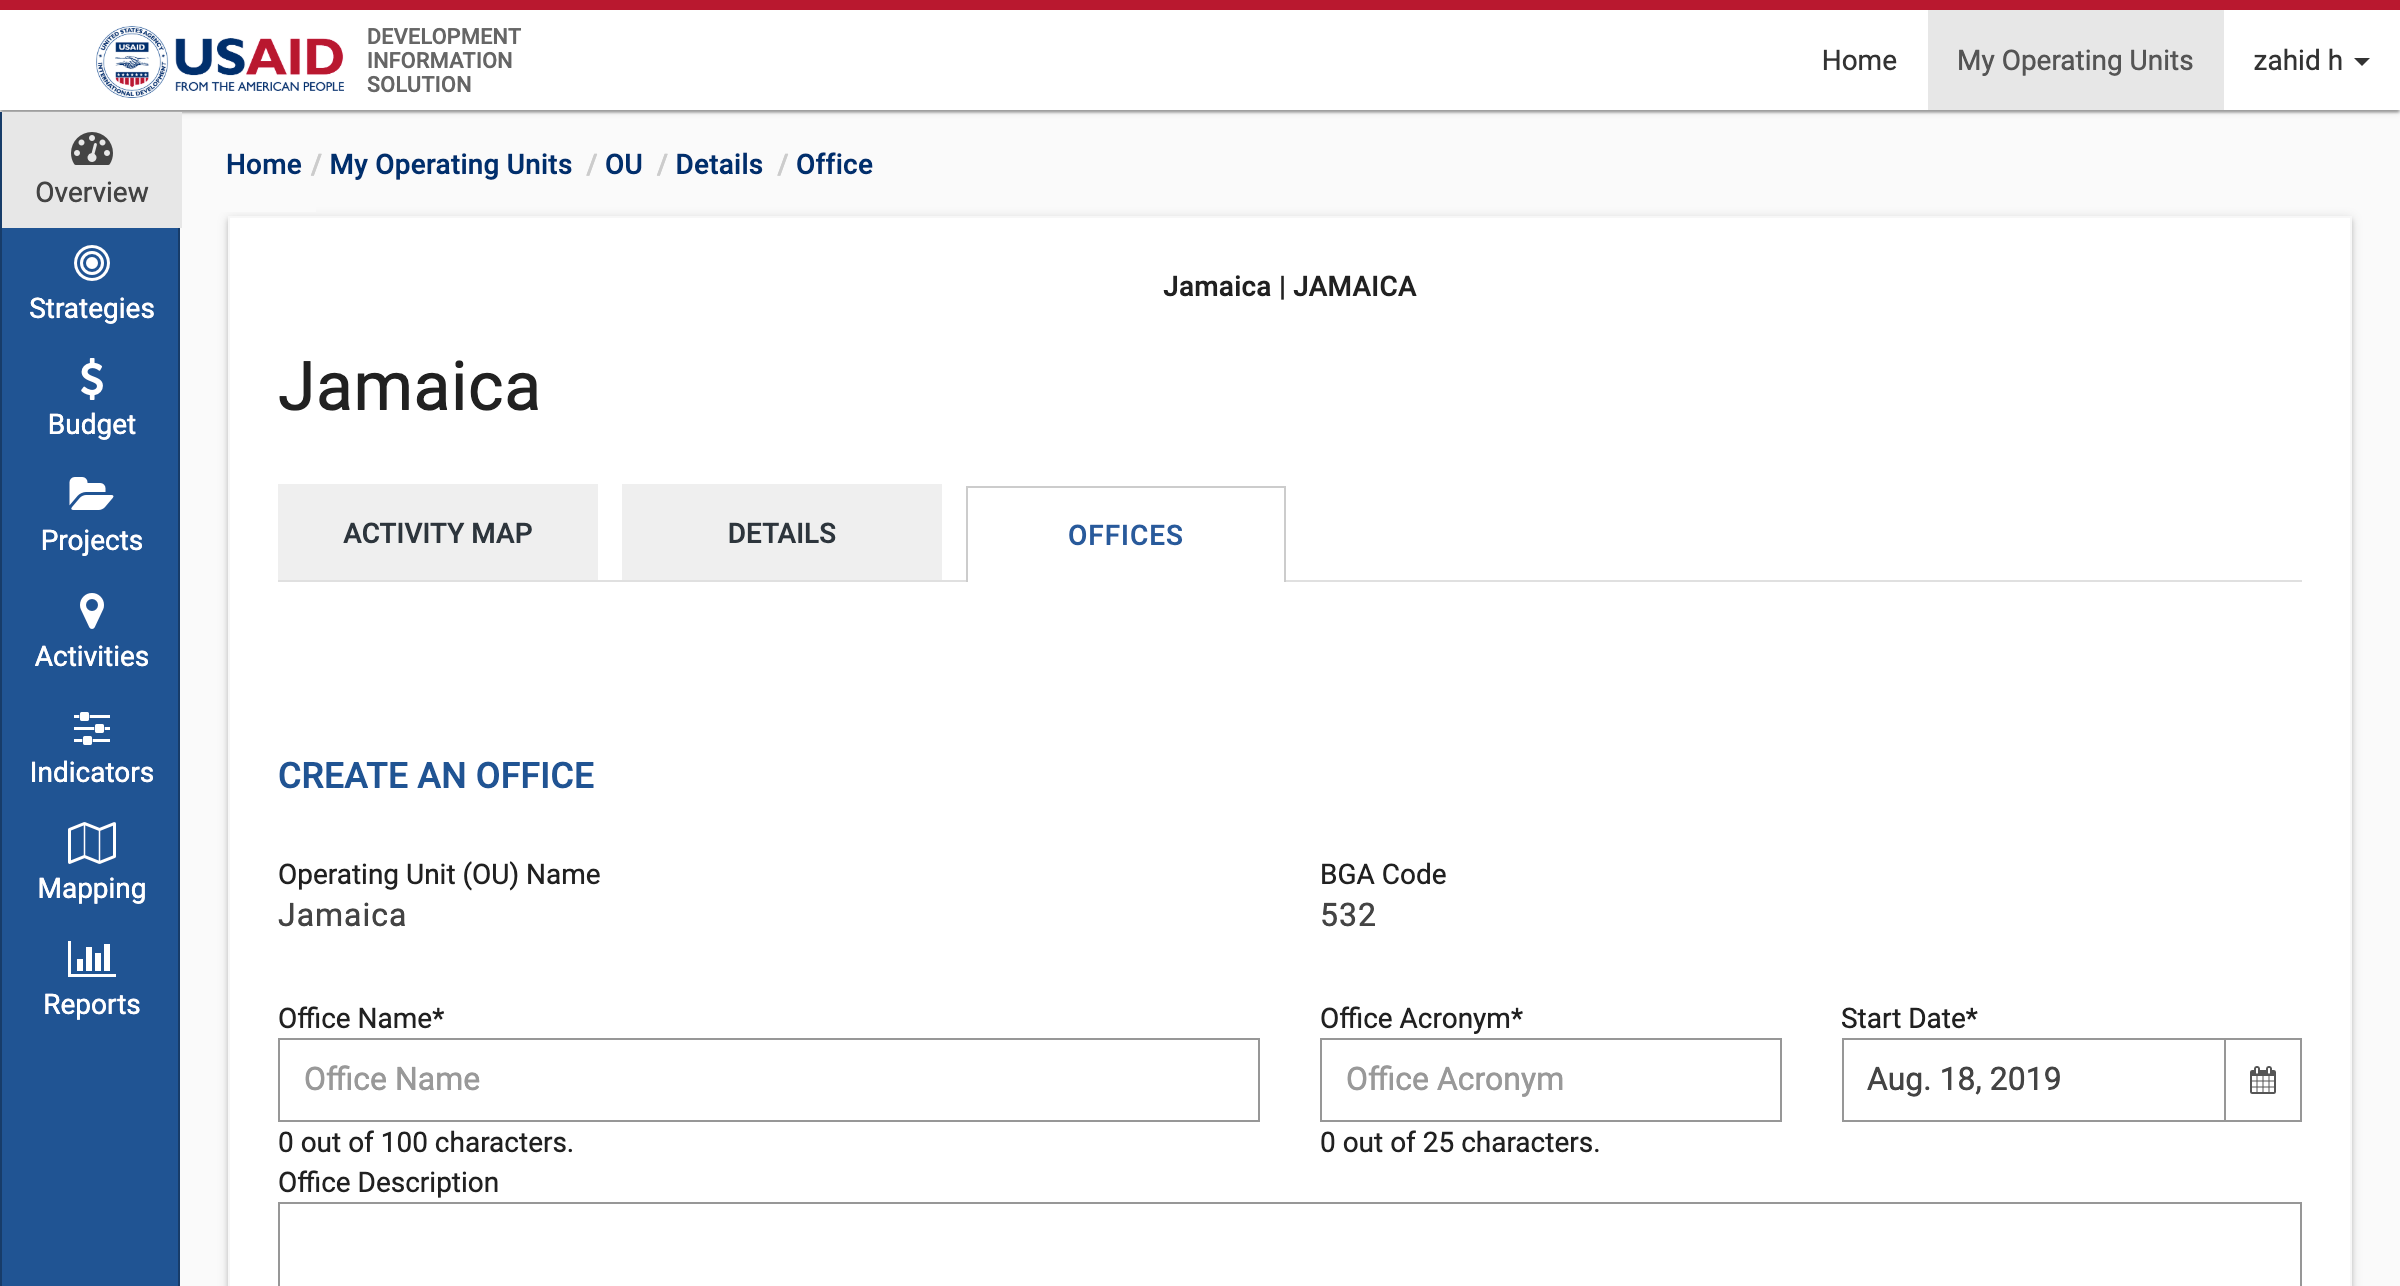 USAID
FROM THE AMERICAN PEOPLE
DEVELOPMENT
INFORMATION
SOLUTION
Home
My Operating Units
zahid h
Overview
Strategies
Budget
Projects
Activities
Indicators
Mapping
Reports
Home / My Operating Units / OU / Details / Office
Jamaica | JAMAICA
Jamaica
ACTIVITY MAP
DETAILS
OFFICES
CREATE AN OFFICE
Operating Unit (OU) Name
Jamaica
BGA Code
532
Office Name*
Office Name
0 out of 100 characters.
Office Acronym*
Office Acronym
0 out of 25 characters.
Start Date*
Aug. 18, 2019
Office Description